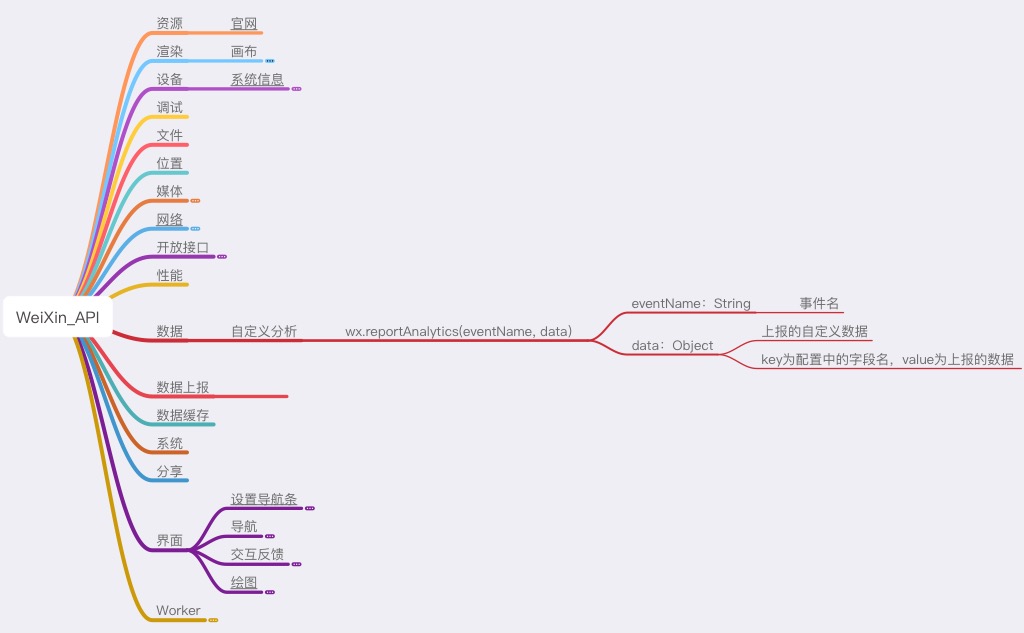 WeiXin_API
资源
官网
渲染
画布
设备
系统信息
调试
文件
位置
媒体
网络
开放接口
性能
数据
自定义分析
wx.reportAnalytics(eventName, data)
eventName：String
事件名
data：Object
上报的自定义数据
key为配置中的字段名，value为上报的数据
数据上报
数据缓存
系统
分享
界面
设置导航条
导航
交互反馈
绘图
Worker